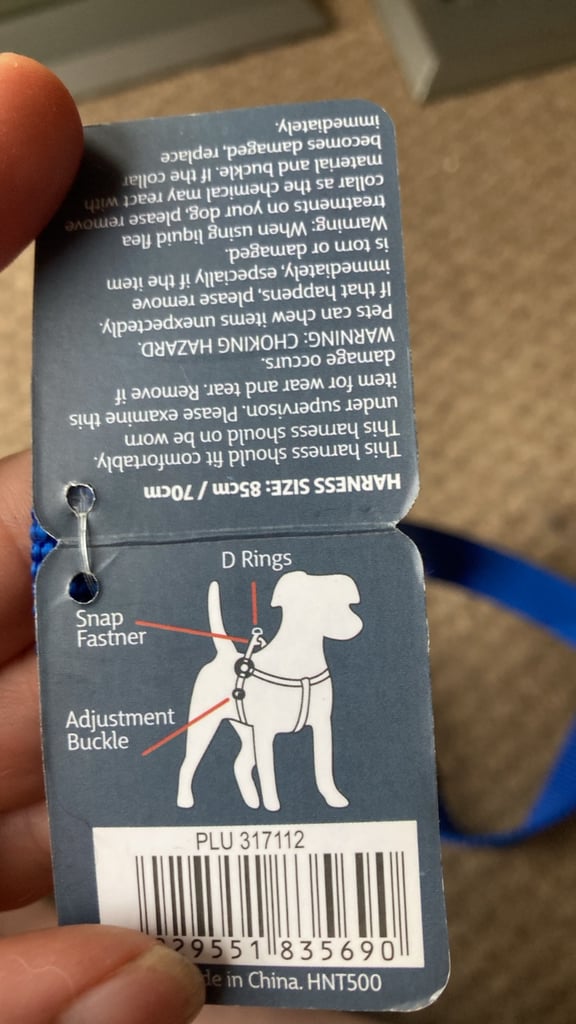 HARNESS SIZE: 85cm / 70cm
This harness should fit comfortably.
This harness should on be worn
under supervison. Please examine this
item for wear and tear. Remove if
damage occurs.
WARNING: CHOKING HAZARD.
Pets can chew items unexpectedly.
If that happens, please remove
immediately, especially if the item
is torn or damaged.
Warning: When using liquid flea
treatments on your dog, please remove
collar as the chemical may react with
material and buckle. If the collar
becomes damaged, replace
immediately.
D Rings
Snap
Fastner
Adjustment
Buckle
PLU 317112
29551 835690
in China. HNT500